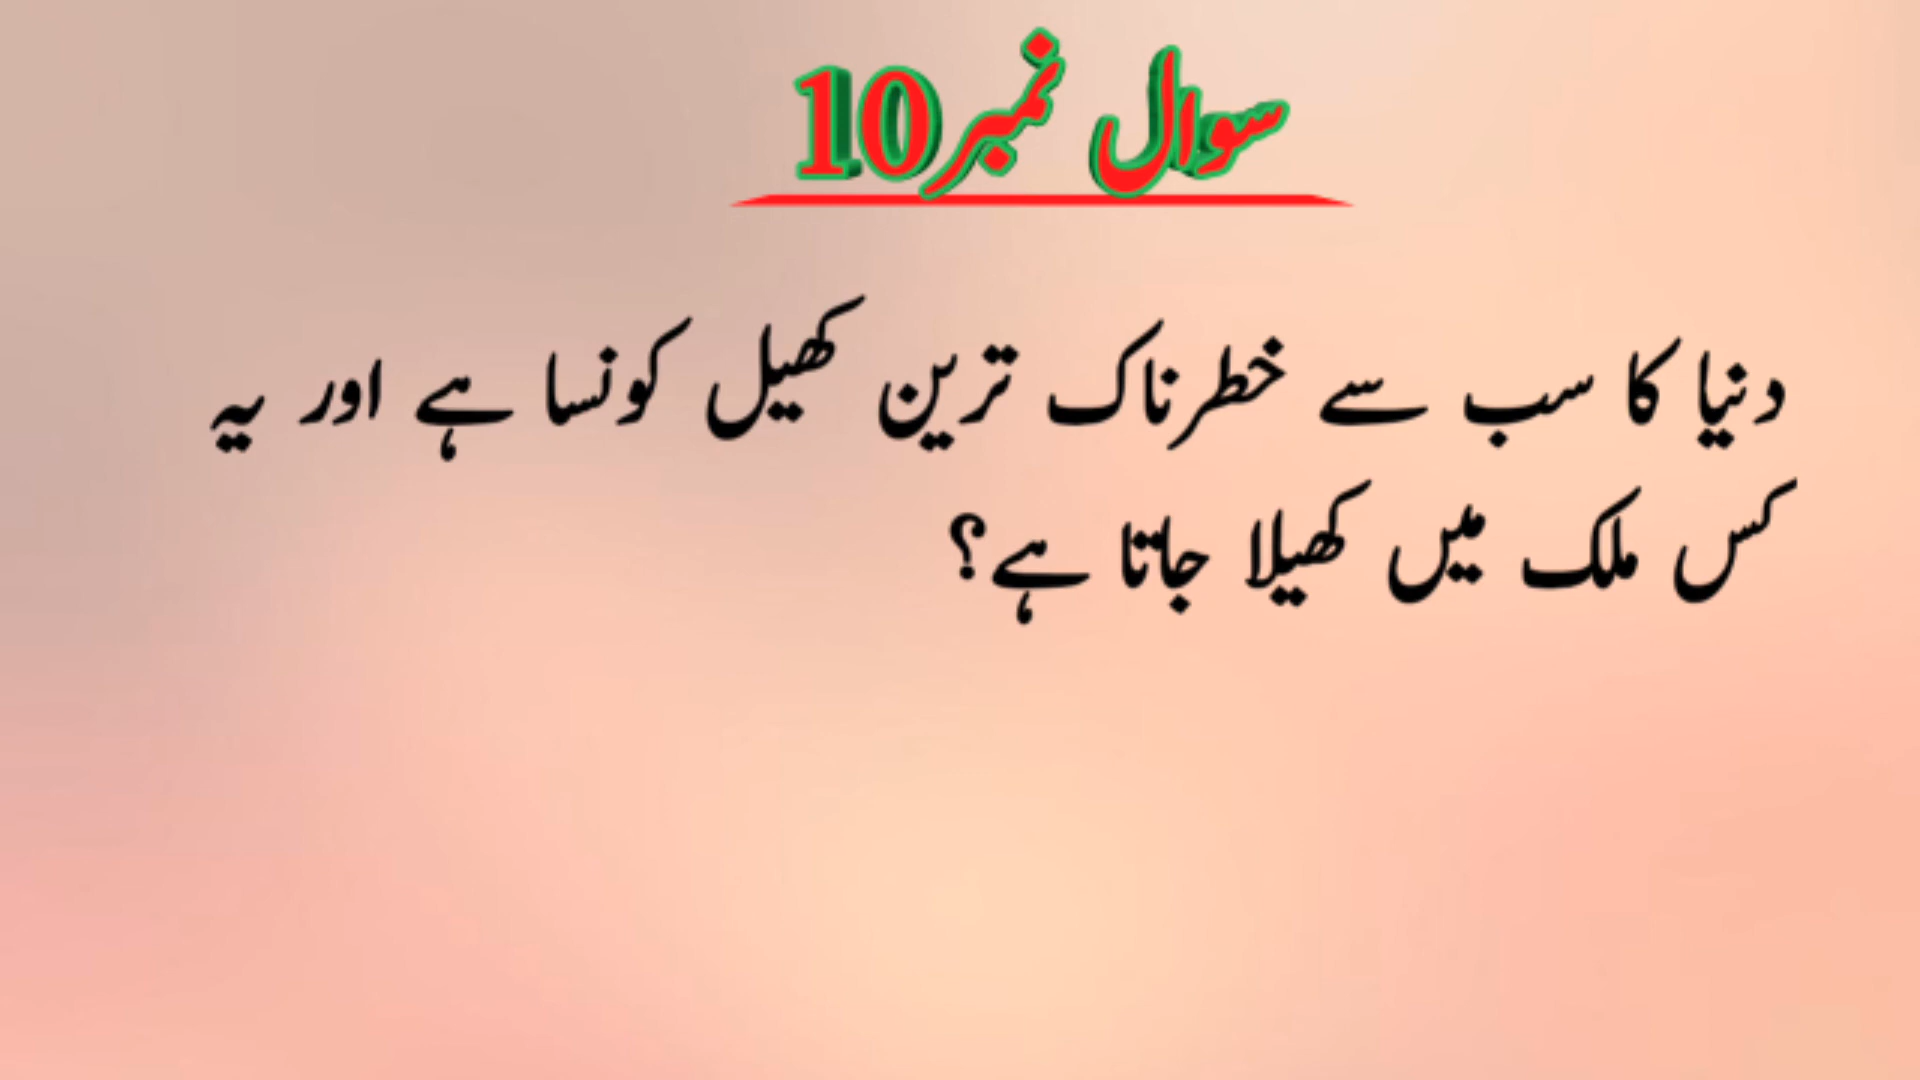 سوال نمبر10
دنیا کا سب سے خطرناک ترین کھیل کونسا ہے اور یہ
کس ملک میں کھیلا جاتا ہے؟